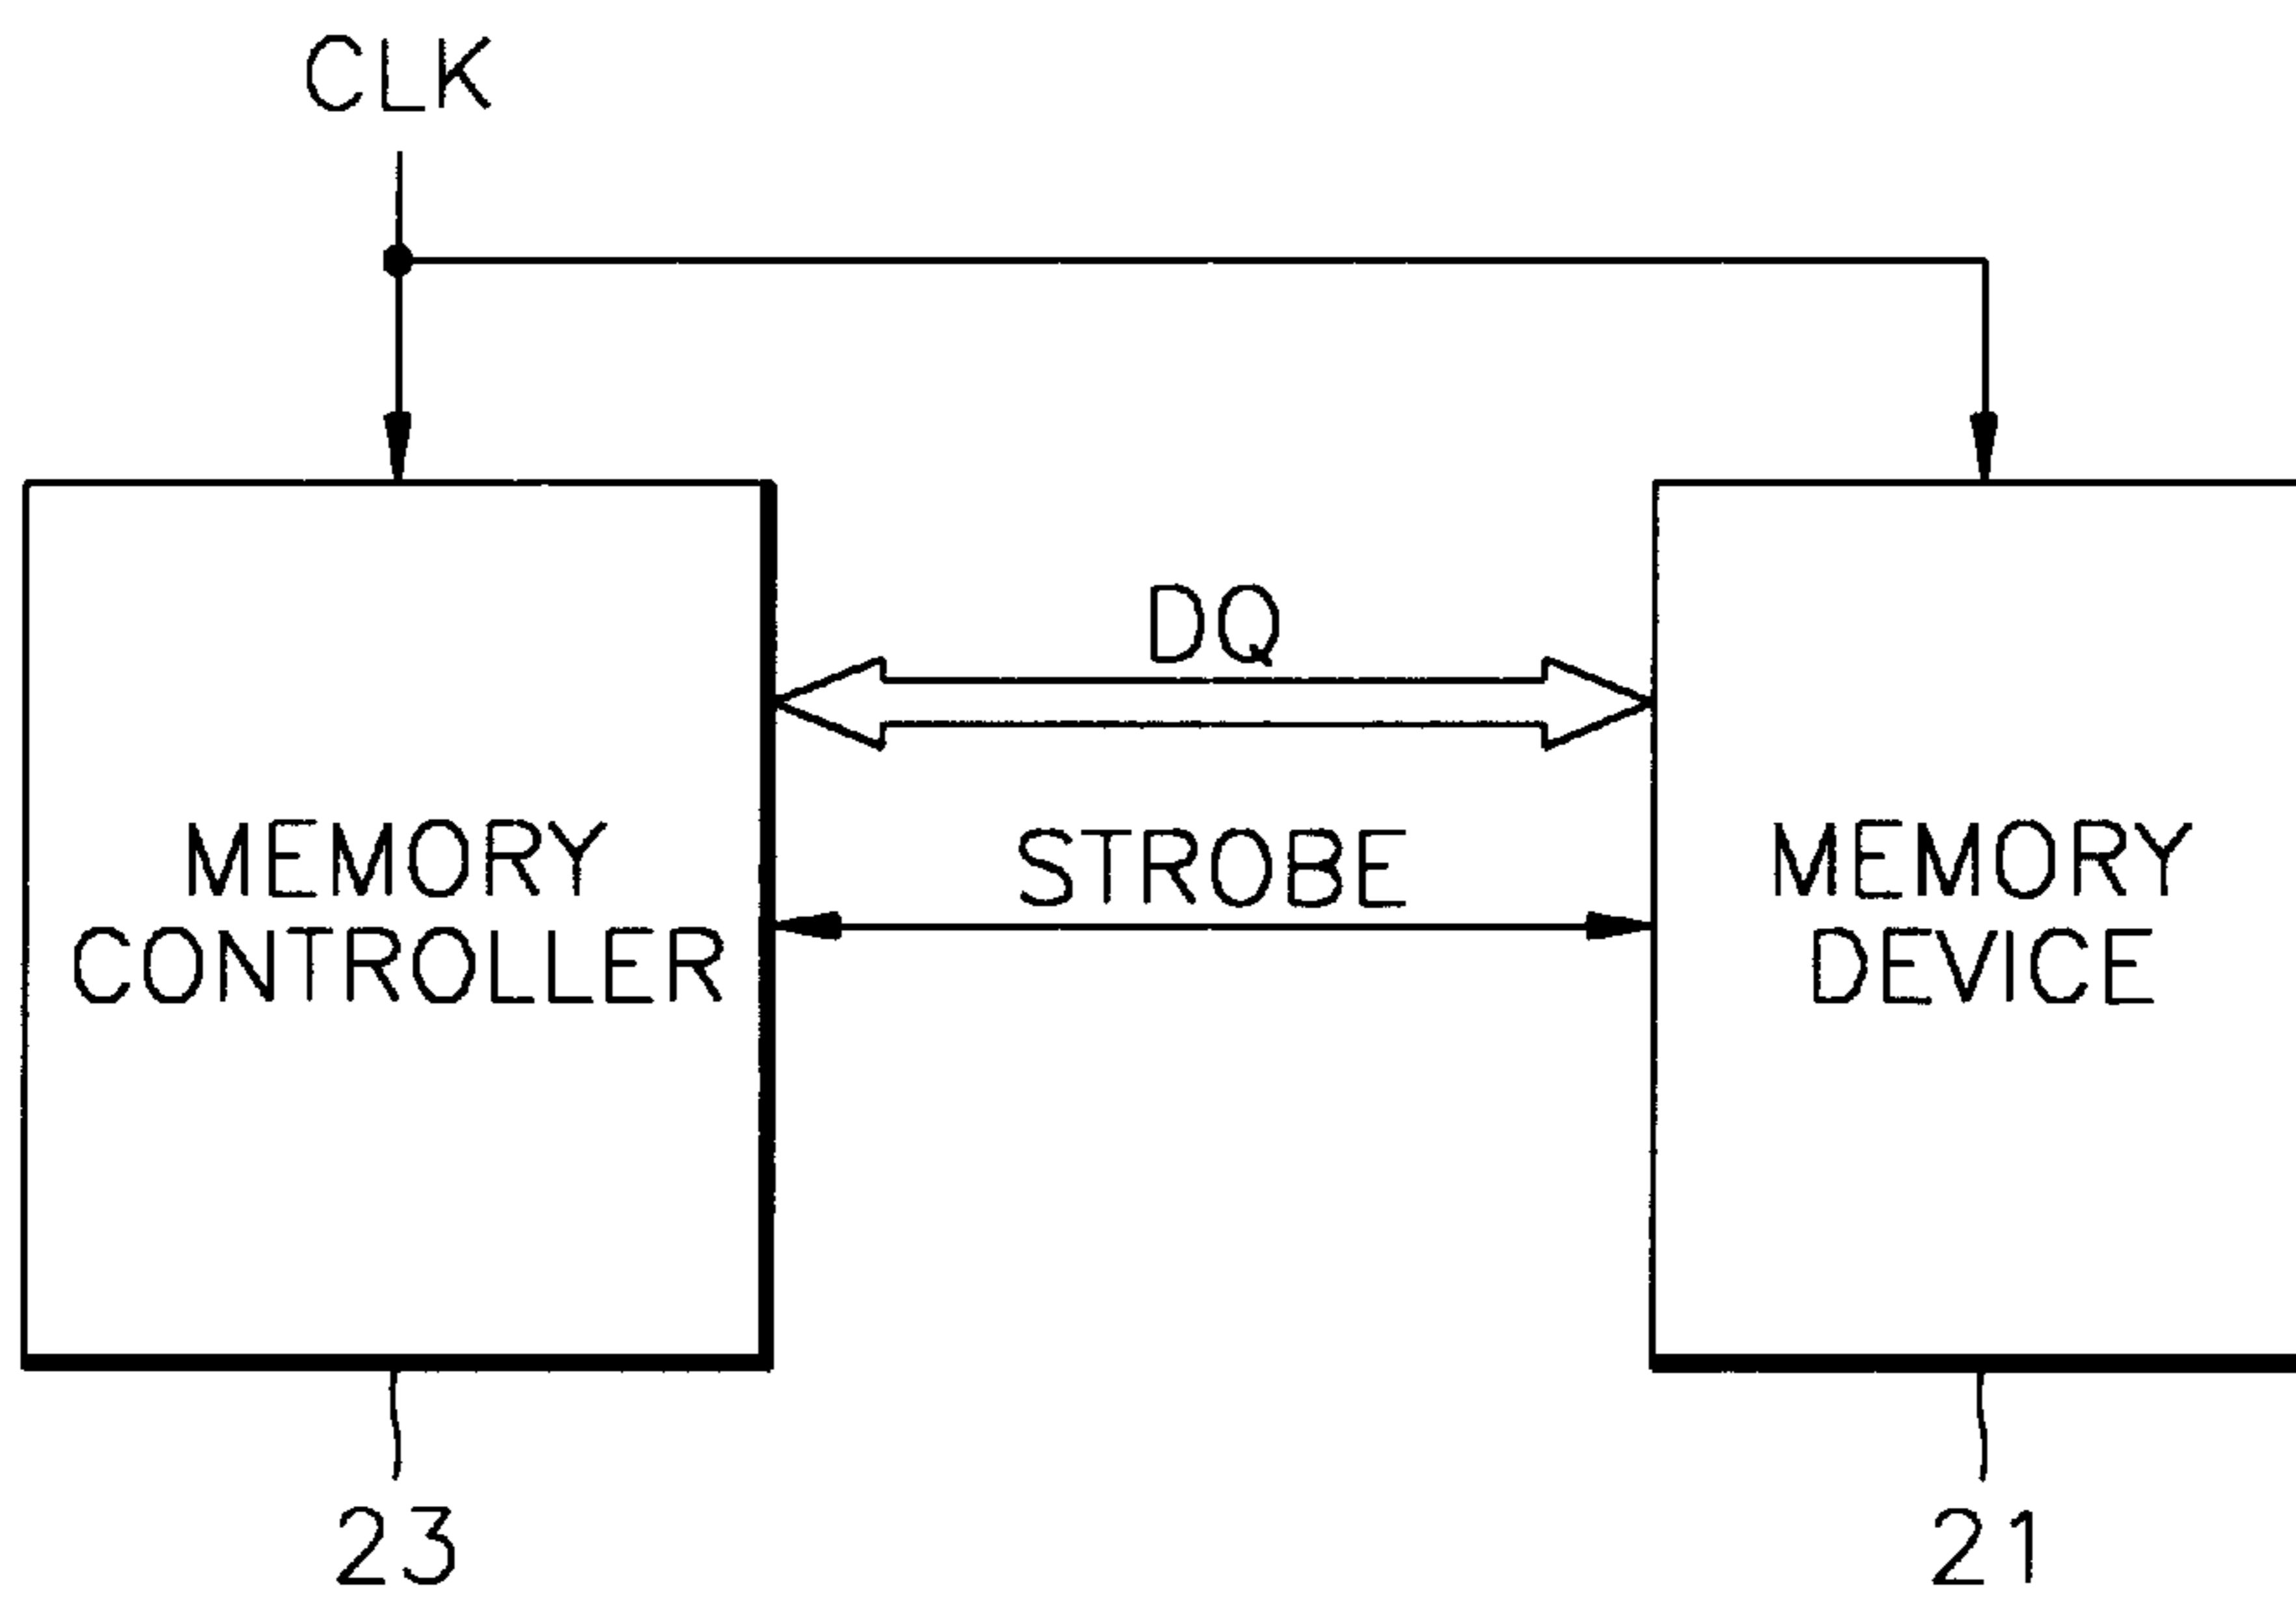 CLK
DQ
STROBE
MEMORY
CONTROLLER
MEMORY
DEVICE
23
21